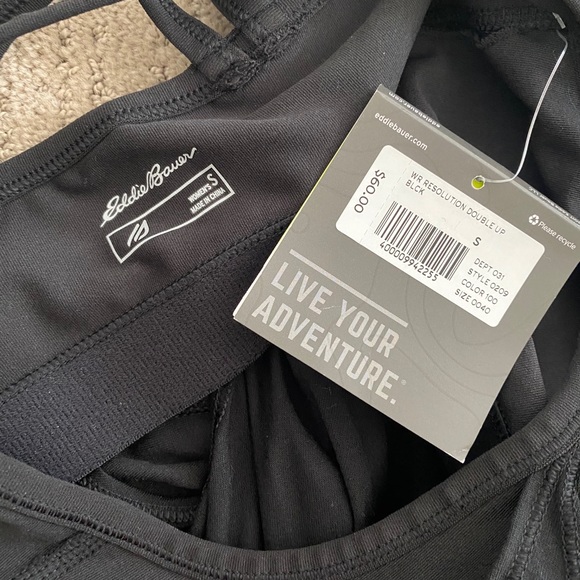 Eddie Bauer
WOMEN'S S
MADE IN CHINA
eddiebauer.com
$60.00
WR RESOLUTION DOUBLE UP
BLCK
S
400009942255
DEPT 031
STYLE 0209
COLOR 100
SIZE 0040
Please recycle
LIVE YOUR
ADVENTURE.®